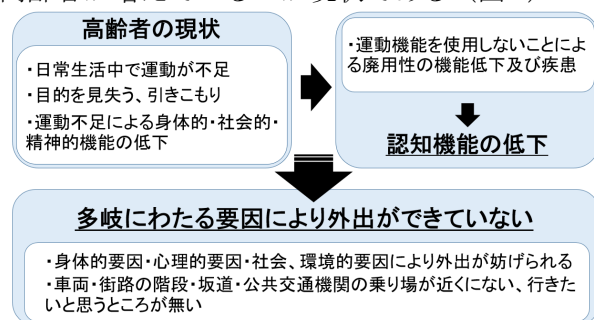 高齢者の現状
・日常生活中で運動が不足
・目的を見失う、引きこもり
・運動不足による身体的・社会的・
精神的機能の低下
・運動機能を使用しないことによ
る廃用性の機能低下及び疾患
認知機能の低下
多岐にわたる要因により外出ができていない
・身体的要因・心理的要因・社会、環境的要因により外出が妨げられる
・車両・街路の階段・坂道・公共交通機関の乗り場が近くにない、行きた
いと思うところが無い